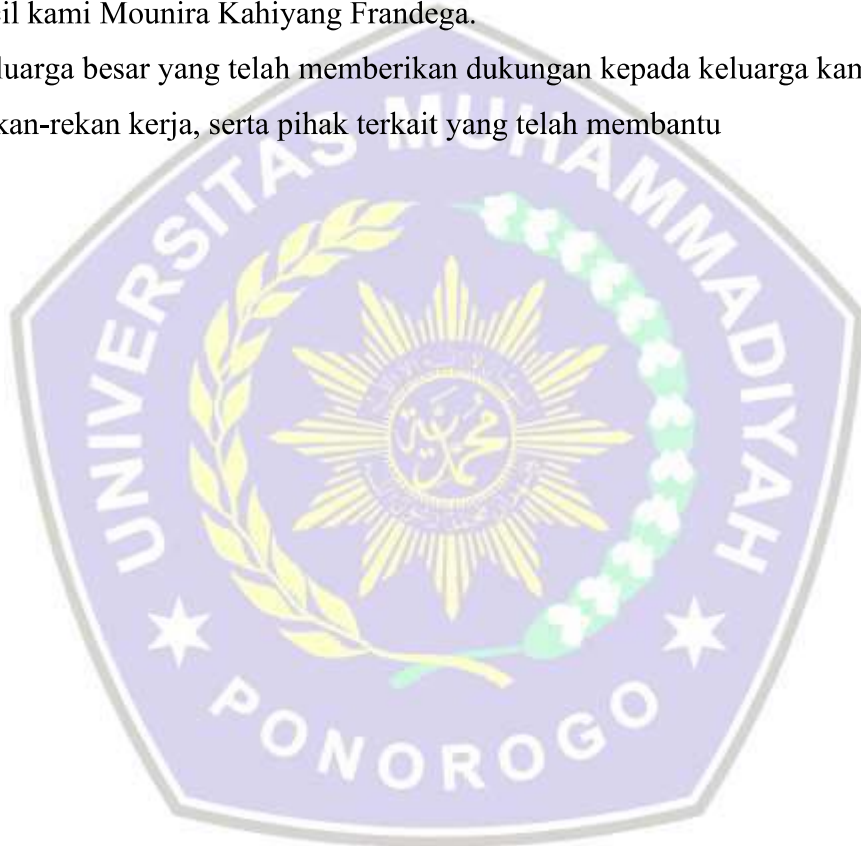 il kami Mounira Kahiyang Frandega.
luarga besar yang telah memberikan dukungan kepada keluarga kan
kan-rekan kerja, serta pihak terkait yang telah membantu
UNIVERSITAS MUHAMMADIYAH
محمدية
PONOROGO